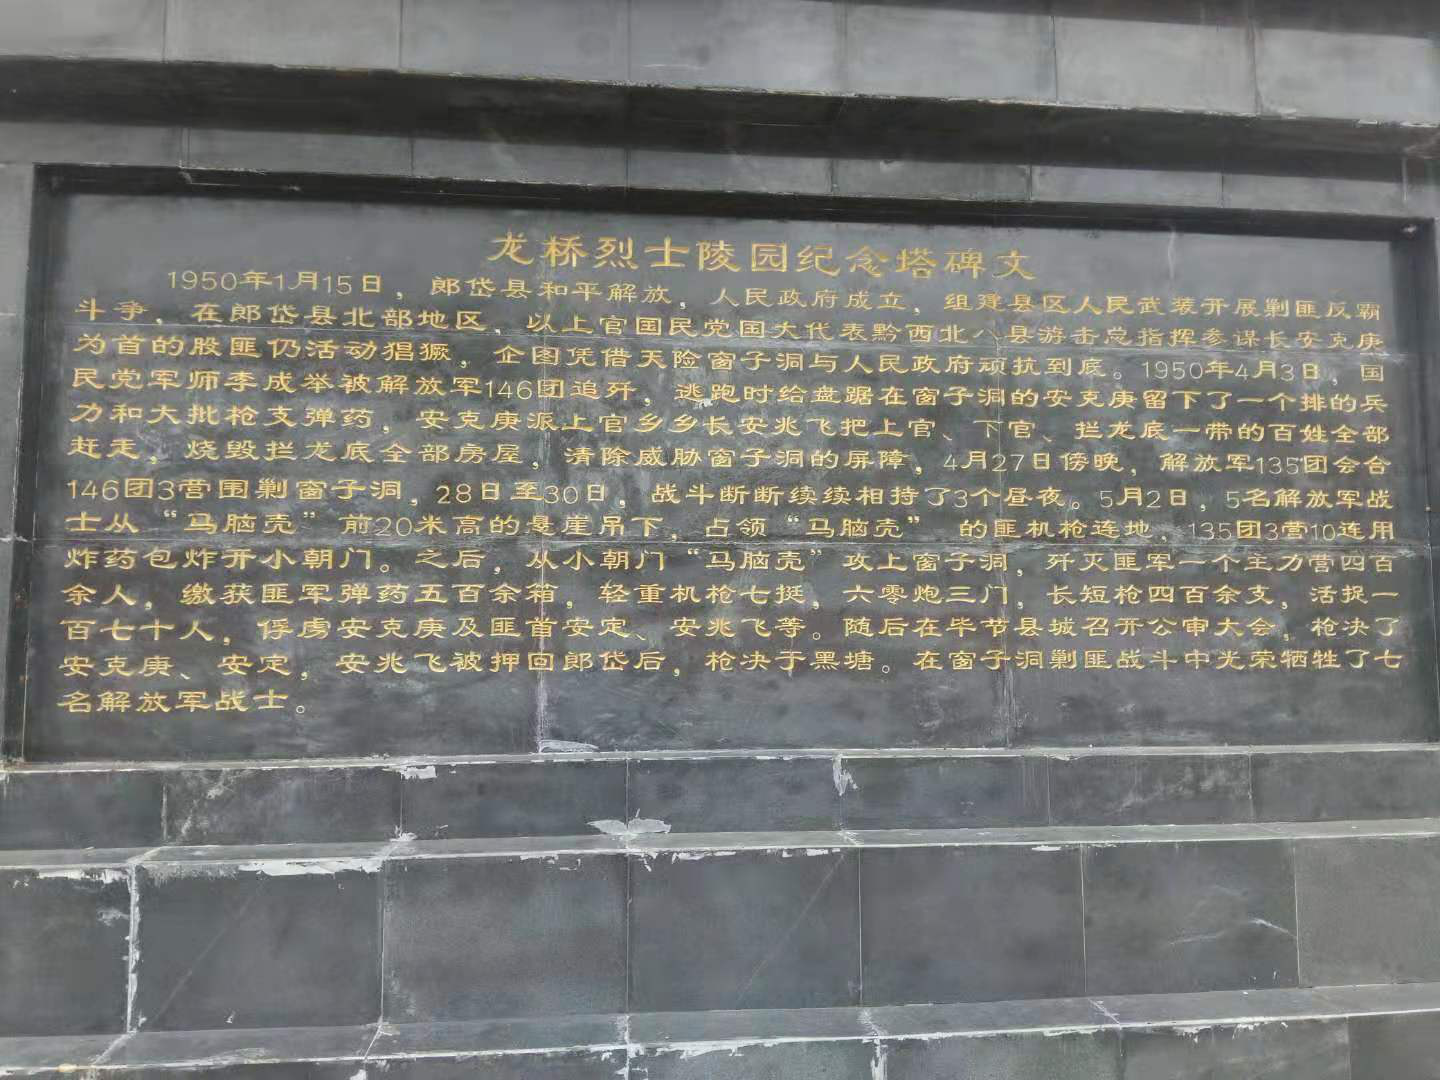 龙桥烈士陵园纪念塔碑文
1950年1月15日，郎岱县和平解放，人民政府成立，组建县区人民武装开展剿匪反霸
斗争，在郎岱县北部地区，以上官国民党国大代表黔西北八县游击总指挥参谋长安克庚
为首的股匪仍活动猖獗，企图凭借天险窗子洞与人民政府顽抗到底。1950年4月3日，国
民党军师李成举被解放军146团追歼，逃跑时给盘踞在窗子洞的安克庚留下了一个排的兵
力和大批枪支弹药，安克庚派上官乡乡长安兆飞把上官、下官、拦龙底一带的百姓全部
赶走，烧毁拦龙底全部房屋，清除威胁窗子洞的屏障，4月27日傍晚，解放军135团会合
146团3营围剿窗子洞，28日至30日，战斗断断续续相持了3个昼夜。5月2日，5名解放军战
士从“马脑壳”前20米高的悬崖吊下，占领“马脑壳”的匪机枪连地，135团3营10连用
炸药包炸开小朝门。之后，从小朝门“马脑壳”攻上窗子洞，歼灭匪军一个主力营四百
余人，缴获匪军弹药五百余箱，轻重机枪七挺，六零炮三门，长短枪四百余支，活捉一
百七十人，俘虏安克庚及匪首安定、安兆飞等。随后在毕节县城召开公审大会，枪决了
安克庚、安定，安兆飞被押回郎岱后，枪决于黑塘。在窗子洞剿匪战斗中光荣牺牲了七
名解放军战士。